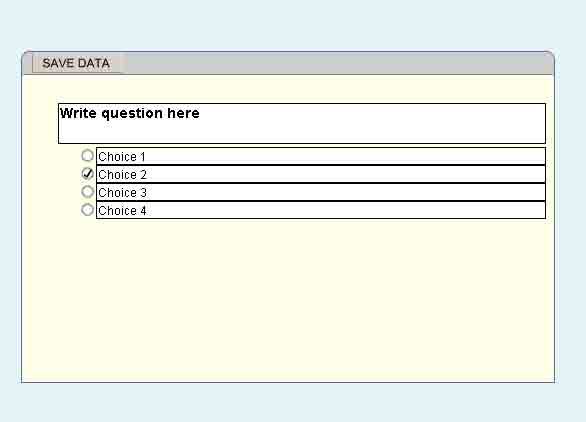 SAVE DATA
Write question here
Choice 1
Choice 2
Choice 3
Choice 4